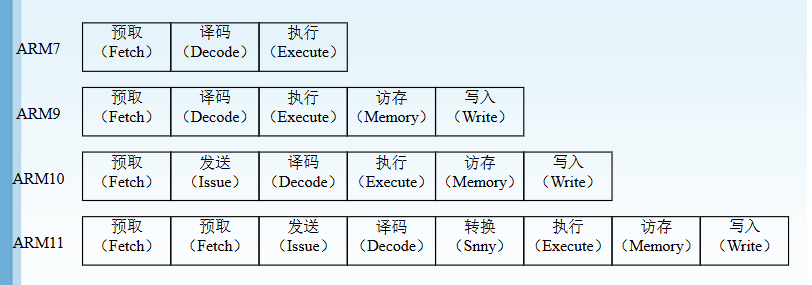 ARM7 预取 译码 执行
（Fetch） （Decode） （Execute）
ARM9 预取 译码 执行 访存 写入
（Fetch） （Decode） （Execute） （Memory） （Write）
ARM10 预取 发送 译码 执行 访存 写入
（Fetch） （Issue） （Decode） （Execute） （Memory） （Write）
ARM11 预取 预取 发送 译码 转换 执行 访存 写入
（Fetch） （Fetch） （Issue） （Decode） （Snny） （Execute） （Memory） （Write）